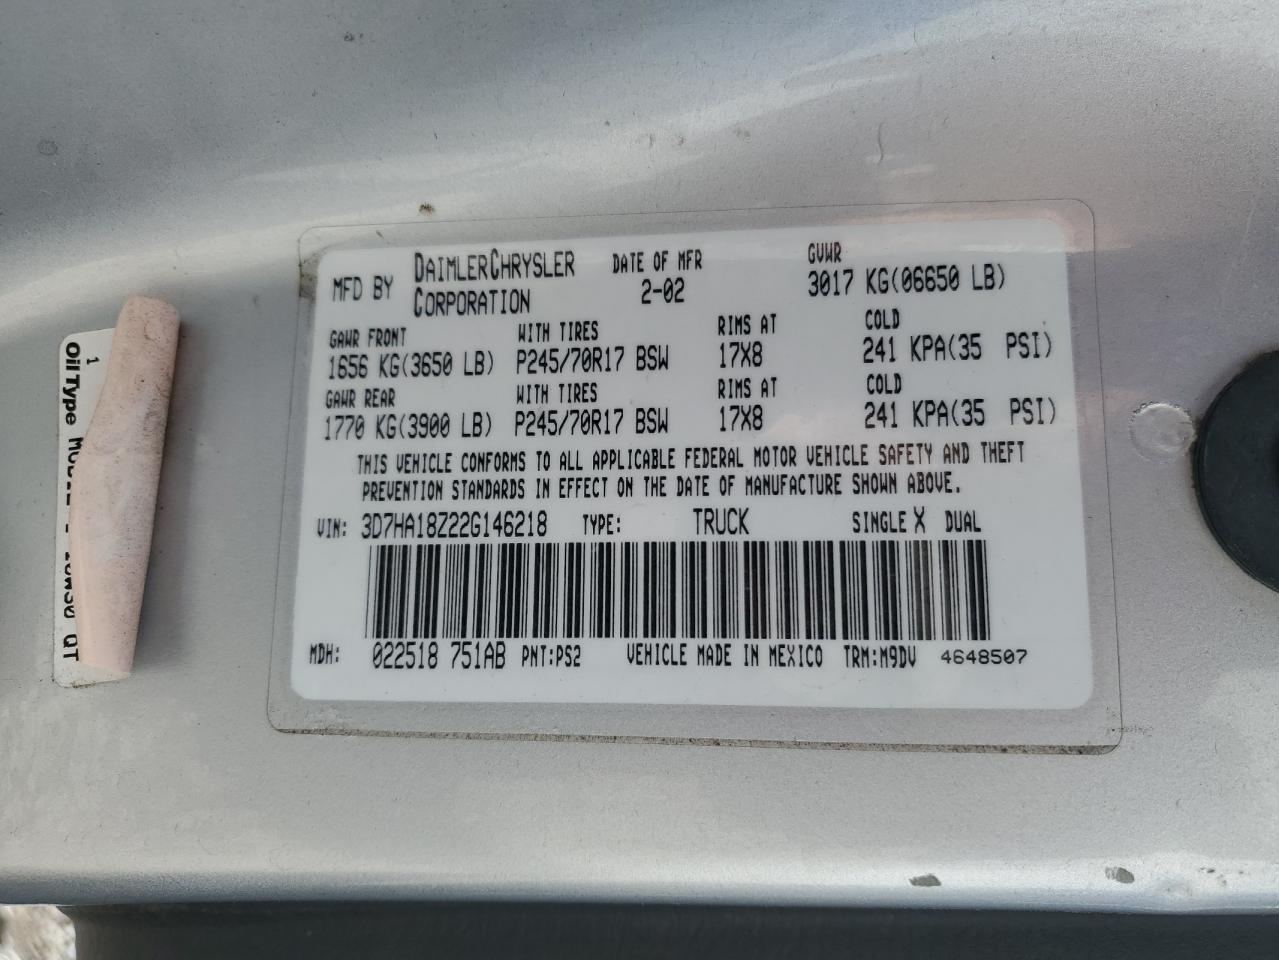 MFD BY DAIMLERCHRYSLER CORPORATION
DATE OF MFR 2-02
GVWR 3017 KG(06650 LB)
GAWR FRONT WITH TIRES RIMS AT COLD
1656 KG(3650 LB) P245/70R17 BSW 17X8 241 KPA(35 PSI)
GAWR REAR WITH TIRES RIMS AT COLD
1770 KG(3900 LB) P245/70R17 BSW 17X8 241 KPA(35 PSI)
THIS VEHICLE CONFORMS TO ALL APPLICABLE FEDERAL MOTOR VEHICLE SAFETY AND THEFT
PREVENTION STANDARDS IN EFFECT ON THE DATE OF MANUFACTURE SHOWN ABOVE.
VIN: 3D7HA18Z22G146218 TYPE: TRUCK SINGLE X DUAL
MDH: 022518 751AB PNT:PS2 VEHICLE MADE IN MEXICO TRM:M9DV 4648507
1
Oil Type QT